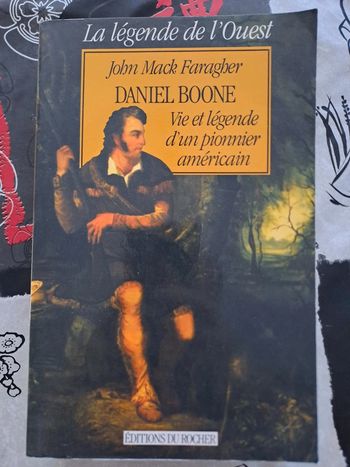 La légende de l'Ouest
John Mack Faragher
DANIEL BOONE
Vie et légende
d'un pionnier
américain
ÉDITIONS DU ROCHER